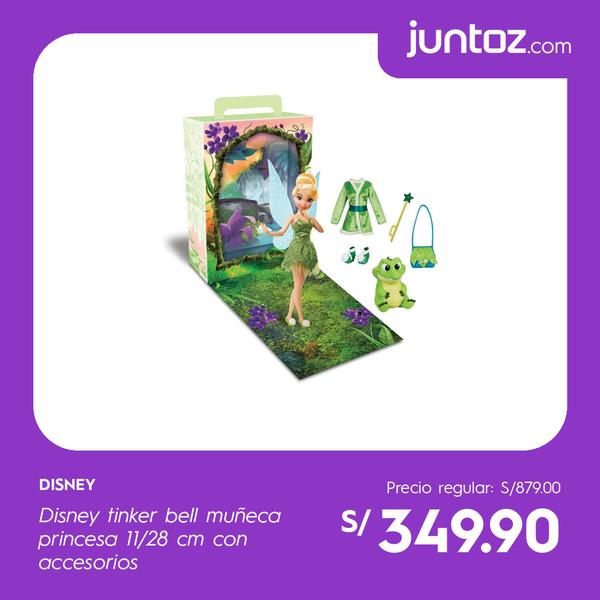 juntoz.com
DISNEY
Disney tinker bell muñeca
princesa 11/28 cm con
accesorios
Precio regular: S/879.00
S/ 349.90